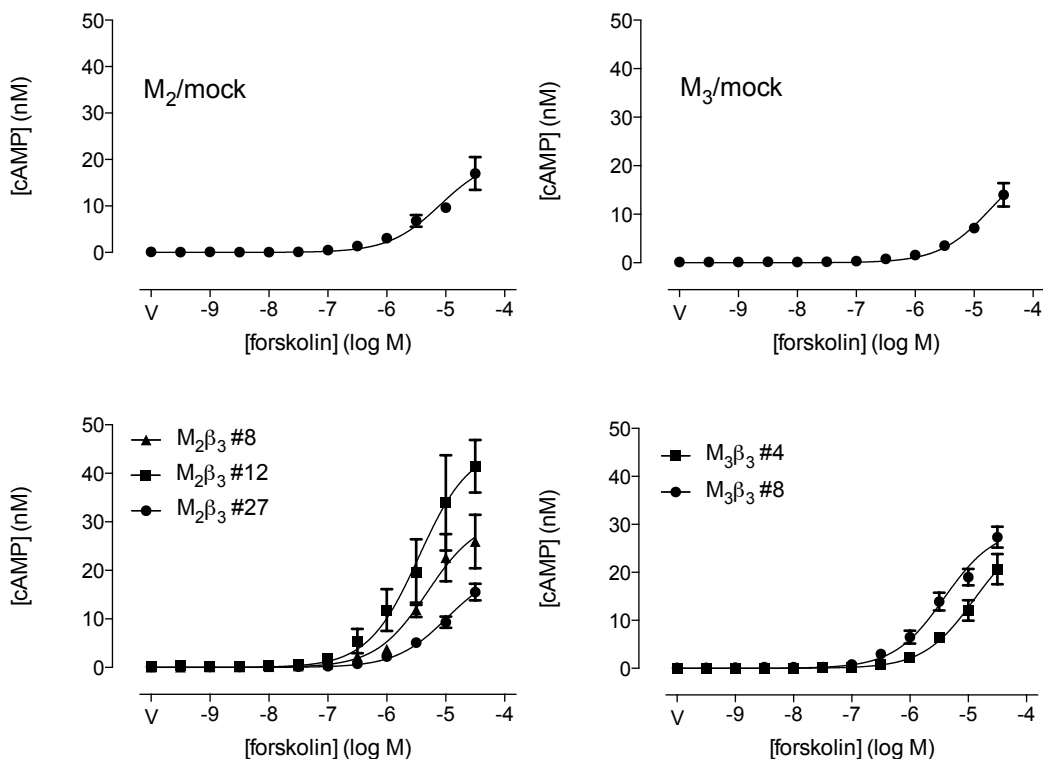 50
40
30
20
10
0
[cAMP] (nM)
M₂/mock
V -9 -8 -7 -6 -5 -4
[forskolin] (log M)
50
40
30
20
10
0
[cAMP] (nM)
M₃/mock
V -9 -8 -7 -6 -5 -4
[forskolin] (log M)
50
40
30
20
10
0
[cAMP] (nM)
M₂β₃ #8
M₂β₃ #12
M₂β₃ #27
V -9 -8 -7 -6 -5 -4
[forskolin] (log M)
50
40
30
20
10
0
[cAMP] (nM)
M₃β₃ #4
M₃β₃ #8
V -9 -8 -7 -6 -5 -4
[forskolin] (log M)